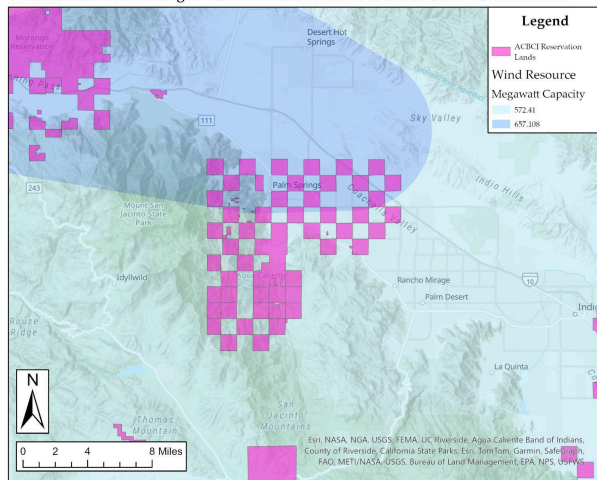 Legend
ACBCI Reservation
Lands
Wind Resource
Megawatt Capacity
572.41
657.108
Morongo
Reservation
Desert Hot
Springs
111
Sky Valley
Indio Hills
243
Palm Springs
Coachella Valley
Mount San
Jacinto State
Park
Agua Caliente
Idyllwild
Rancho Mirage
10
Palm Desert
Rouse
Ridge
La Quinta
N
San
Jacinto
Mountains
Thomas
Mountain
0 2 4 8 Miles
Esri, NASA, NGA, USGS, FEMA, UC Riverside, Agua Caliente Band of Indians,
County of Riverside, California State Parks, Esri, TomTom, Garmin, SafeGraph,
FAO, METI/NASA, USGS, Bureau of Land Management, EPA, NPS, USFWS